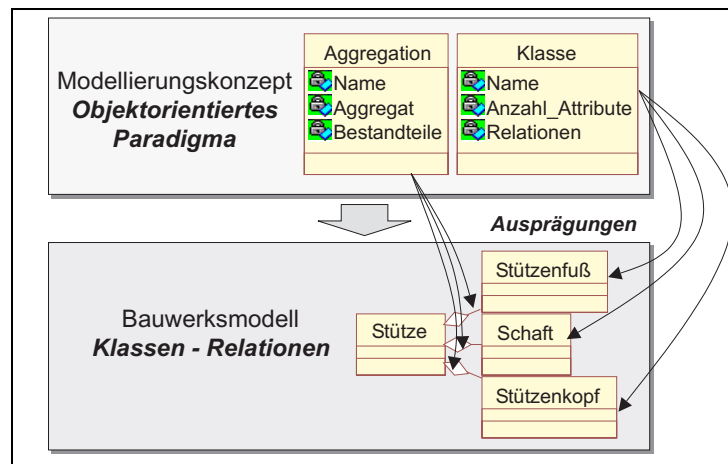 Modellierungskonzept
Objektorientiertes
Paradigma
Aggregation
Name
Aggregat
Bestandteile
Klasse
Name
Anzahl_Attribute
Relationen
Ausprägungen
Bauwerksmodell
Klassen - Relationen
Stütze
Stützenfuß
Schaft
Stützenkopf